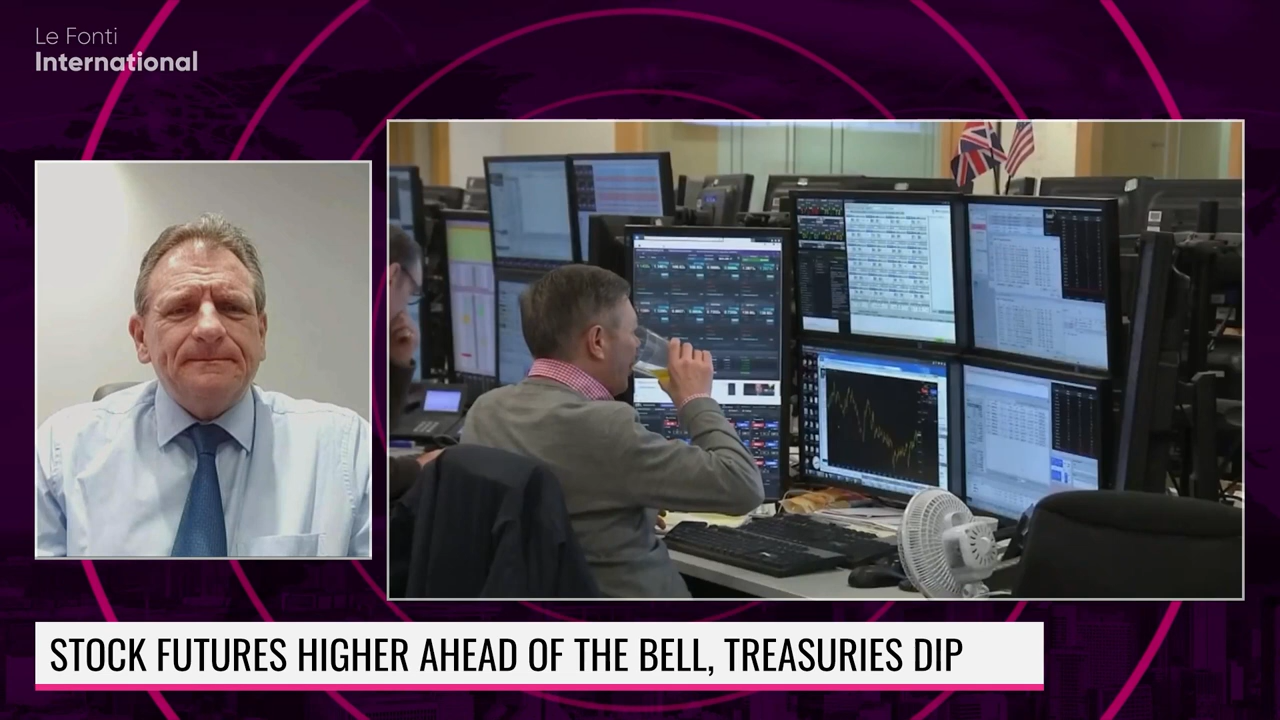 Le Fonti
International
STOCK FUTURES HIGHER AHEAD OF THE BELL, TREASURIES DIP